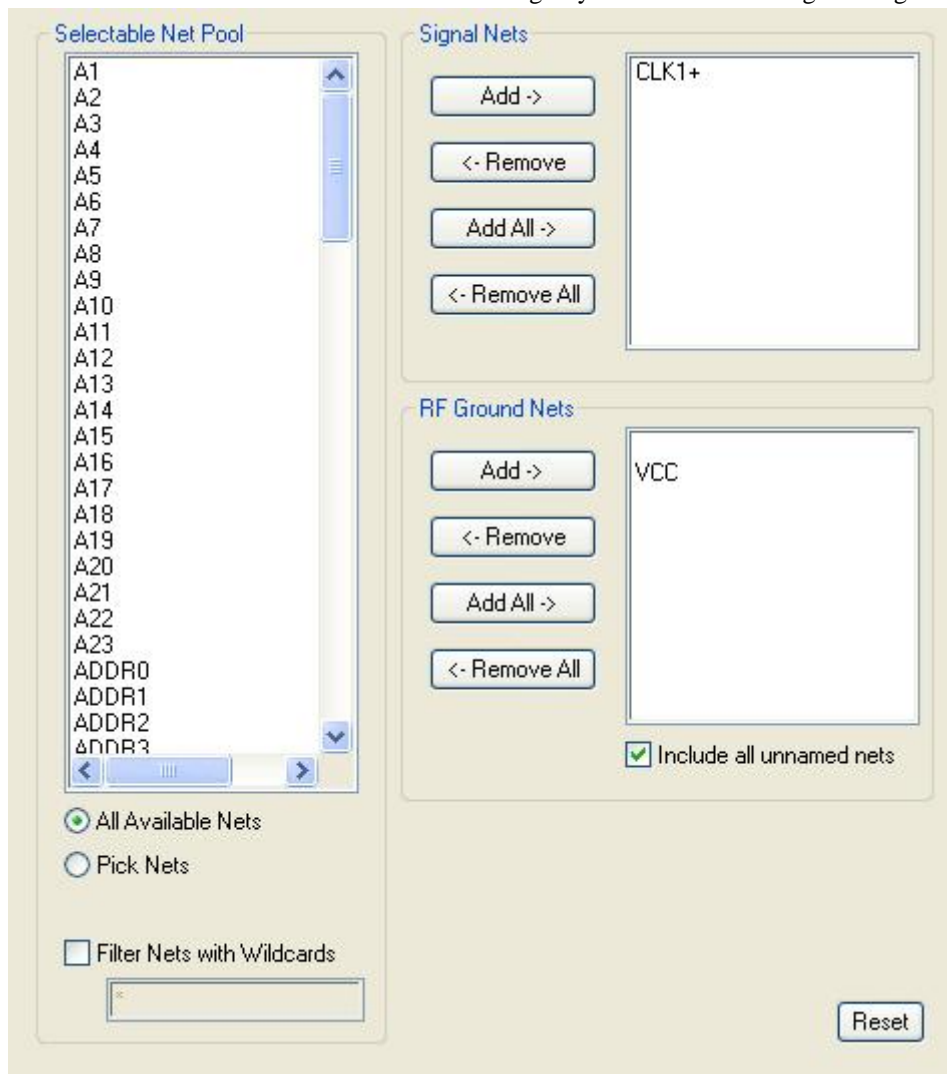 Selectable Net Pool
A1
A2
A3
A4
A5
A6
A7
A8
A9
A10
A11
A12
A13
A14
A15
A16
A17
A18
A19
A20
A21
A22
A23
ADDR0
ADDR1
ADDR2
ADDR3
All Available Nets
Pick Nets
Filter Nets with Wildcards
*
Signal Nets
Add ->
<- Remove
Add All ->
<- Remove All
CLK1+
RF Ground Nets
Add ->
<- Remove
Add All ->
<- Remove All
VCC
Include all unnamed nets
Reset